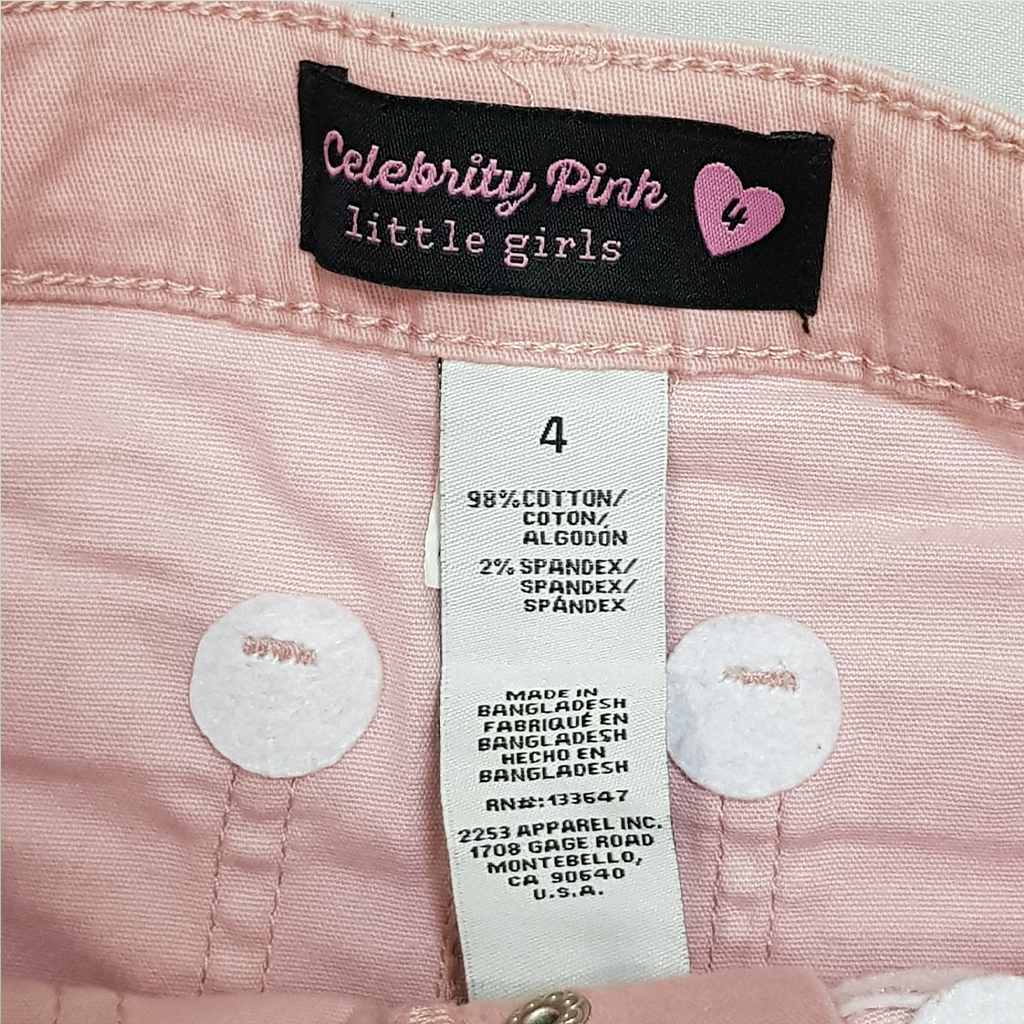 Celebrity Pink
little girls
4
4
98% COTTON/
COTON/
ALGODÓN
2% SPANDEX/
SPANDEX/
SPÁNDEX
MADE IN
BANGLADESH
FABRIQUÉ EN
BANGLADESH
HECHO EN
BANGLADESH
RN#:133647
2253 APPAREL INC.
1708 GAGE ROAD
MONTEBELLO,
CA 90640
U.S.A.